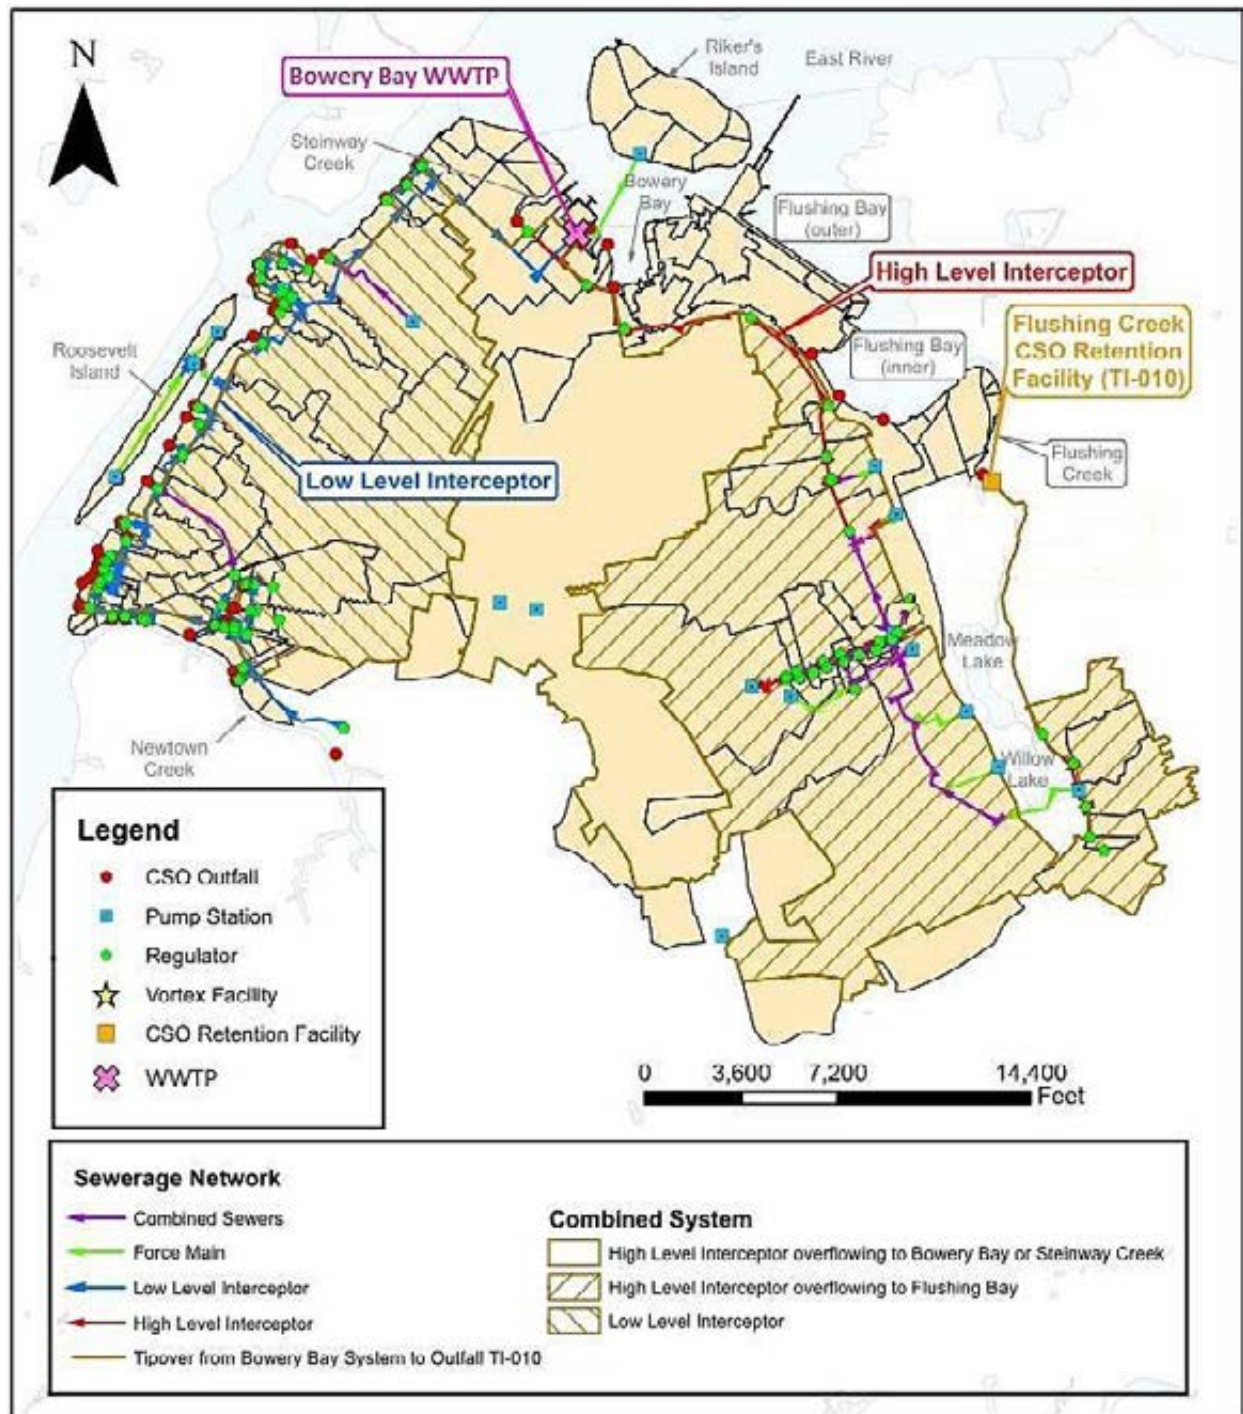 N
Riker's
Island
East River
Bowery Bay WWTP
Steinway
Creek
Bowery
Bay
Flushing Bay
(outer)
High Level Interceptor
Flushing Creek
CSO Retention
Facility (TI-010)
Flushing Bay
(inner)
Roosevelt
Island
Low Level Interceptor
Flushing
Creek
Meadow
Lake
Newtown
Creek
Willow
Lake
Legend
CSO Outfall
Pump Station
Regulator
Vortex Facility
CSO Retention Facility
WWTP
0 3,600 7,200 14,400
Feet
Sewerage Network
Combined Sewers
Force Main
Low Level Interceptor
High Level Interceptor
Tipover from Bowery Bay System to Outfall TI-010
Combined System
High Level Interceptor overflowing to Bowery Bay or Steinway Creek
High Level Interceptor overflowing to Flushing Bay
Low Level Interceptor